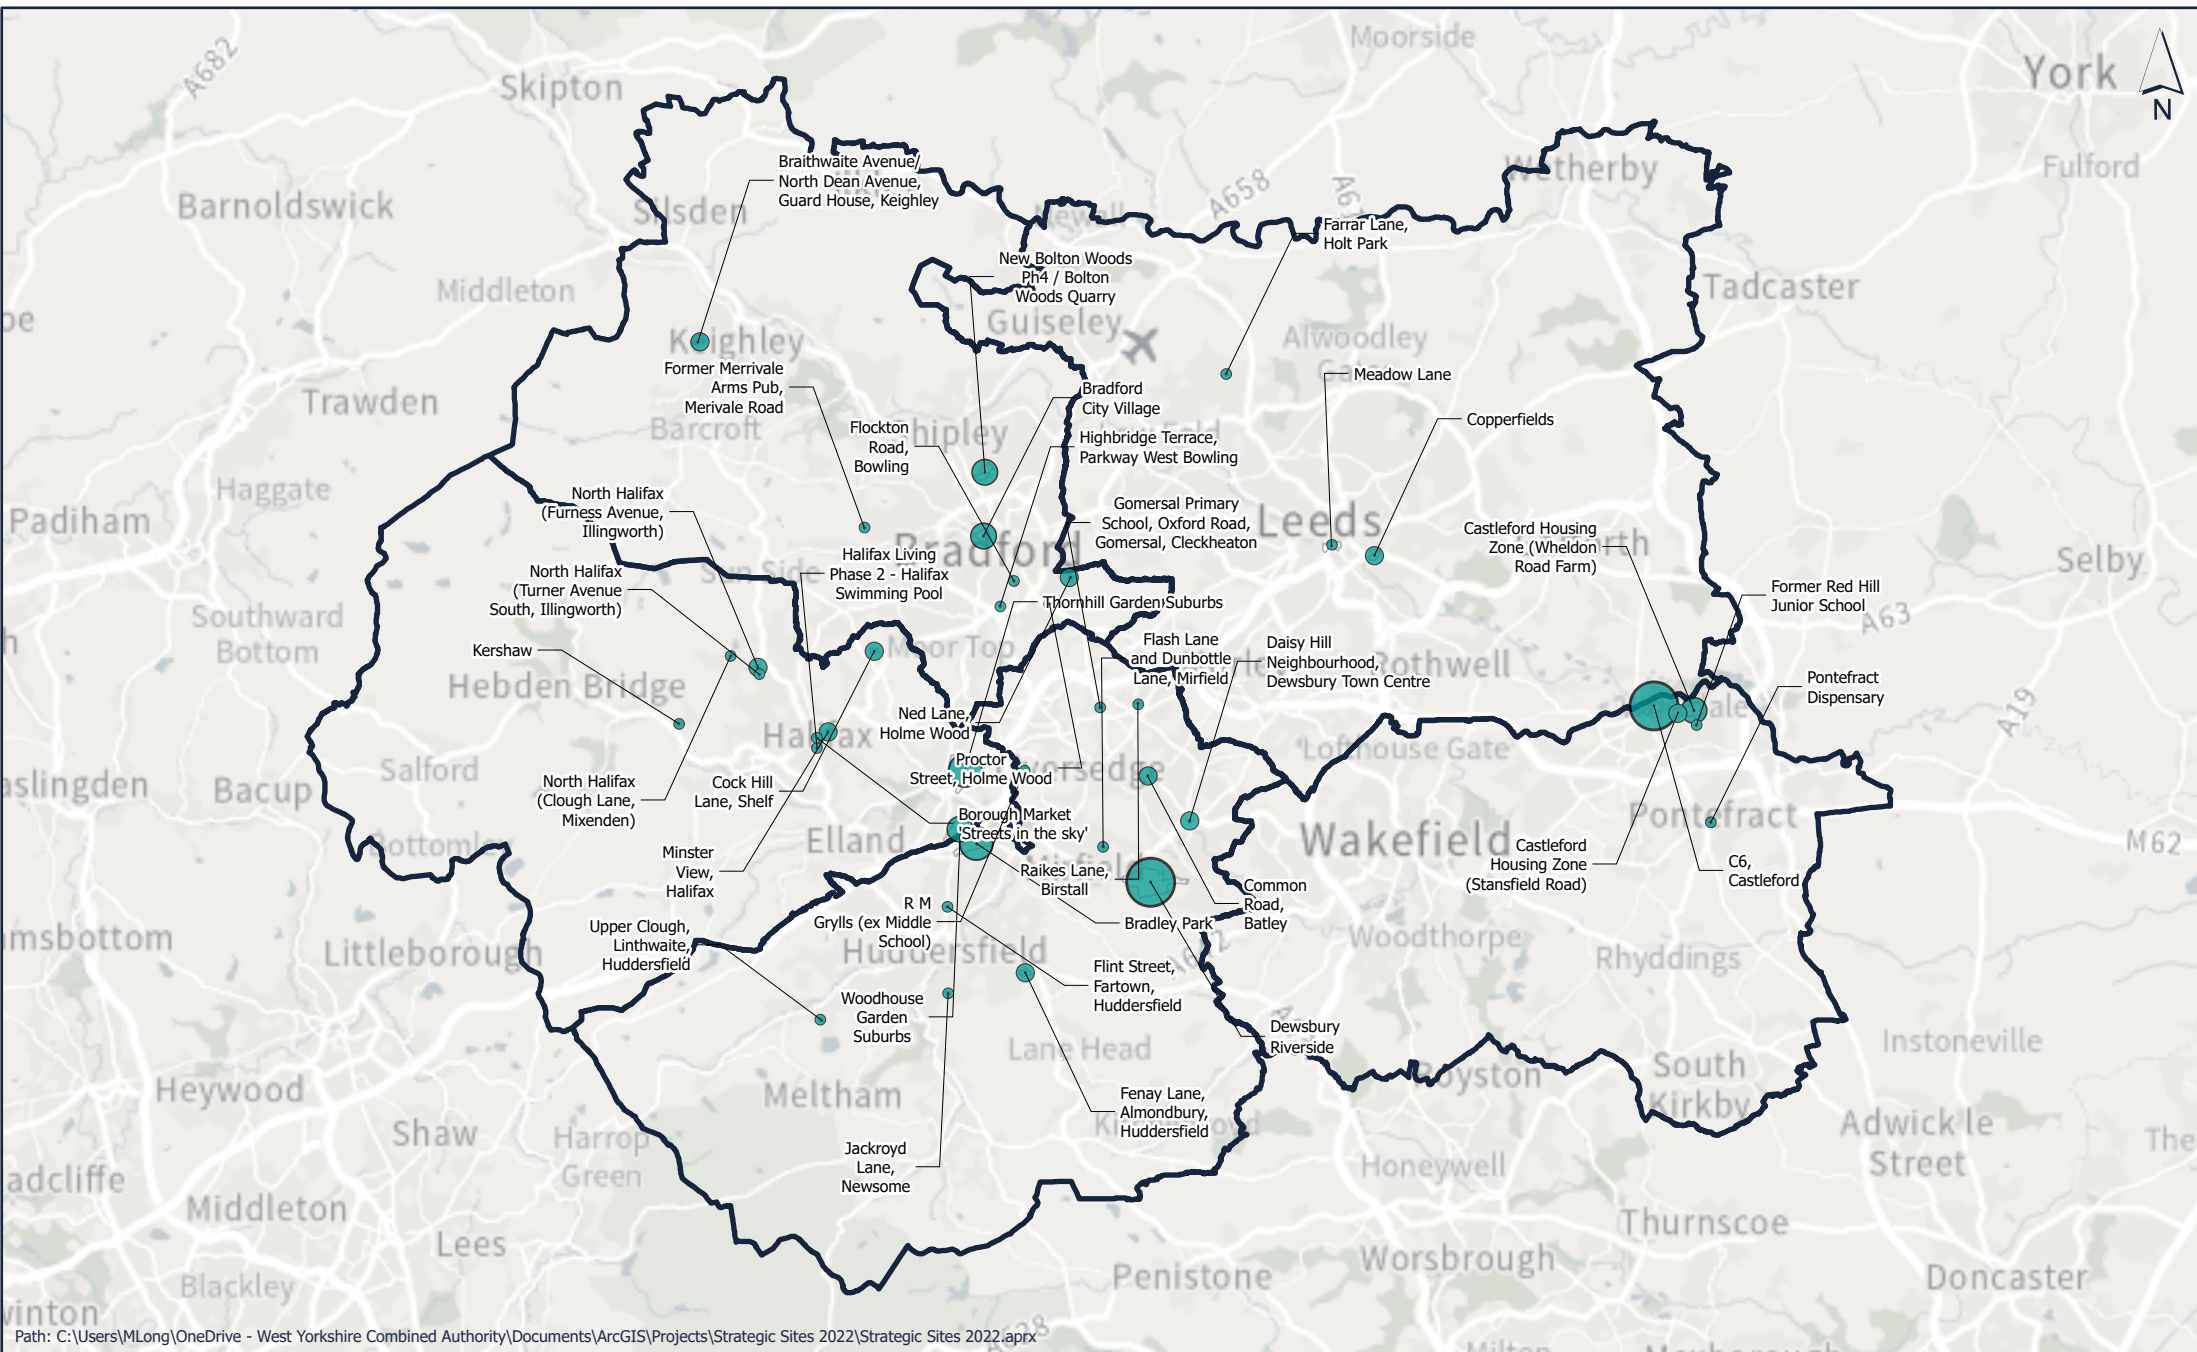 Moorside
York
N
A682
Skipton
Wetherby
Fulford
Braithwaite Avenue/
North Dean Avenue,
Guard House, Keighley
Barnoldswick
Silsden
Newall
A658
Farrar Lane,
Holt Park
New Bolton Woods
Ph4 / Bolton
Woods Quarry
Middleton
Tadcaster
Guiseley
Alwoodley
Keighley
Former Merrivale
Arms Pub,
Merivale Road
Meadow Lane
Bradford
City Village
Trawden
Barcroft
Copperfields
Flockton
Road,
Bowling
Shipley
Highbridge Terrace,
Parkway West Bowling
Haggate
Padiham
North Halifax
(Furness Avenue,
Illingworth)
Gomersal Primary
School, Oxford Road,
Gomersal, Cleckheaton
Leeds
Castleford Housing
Zone (Wheldon
Road Farm)
Bradford
Halifax Living
Phase 2 - Halifax
Swimming Pool
Selby
North Halifax
(Turner Avenue
South, Illingworth)
Former Red Hill
Junior School
Thornhill Garden Suburbs
A63
Southward
Bottom
Kershaw
Moor Top
Flash Lane
and Dunbottle
Lane, Mirfield
Daisy Hill
Neighbourhood,
Dewsbury Town Centre
Rothwell
Hebden Bridge
Pontefract
Dispensary
A19
Ned Lane,
Holme Wood
Halifax
Lofthouse Gate
Salford
Bacup
Proctor
Street, Holme Wood
North Halifax
(Clough Lane,
Mixenden)
Cock Hill
Lane, Shelf
Borough Market
'Streets in the sky'
Pontefract
Elland
Wakefield
M62
Minster
View,
Halifax
Raikes Lane,
Birstall
Castleford
Housing Zone
(Stansfield Road)
C6,
Castleford
Common
Road,
Batley
R M
Grylls (ex Middle
School)
Bradley Park
Upper Clough,
Linthwaite,
Huddersfield
Littleborough
Huddersfield
Woodthorpe
Rhyddings
Flint Street,
Fartown,
Huddersfield
Woodhouse
Garden
Suburbs
Dewsbury
Riverside
Lane Head
Instoneville
Heywood
Meltham
Royston
South
Kirkby
Fenay Lane,
Almondbury,
Huddersfield
Shaw
Harrop
Green
Adwick le
Street
Jackroyd
Lane,
Newsome
Honeywell
Middleton
Thurnscoe
Lees
Worsbrough
Blackley
Penistone
Doncaster
Path: C:\Users\MLong\OneDrive - West Yorkshire Combined Authority\Documents\ArcGIS\Projects\Strategic Sites 2022\Strategic Sites 2022.aprx